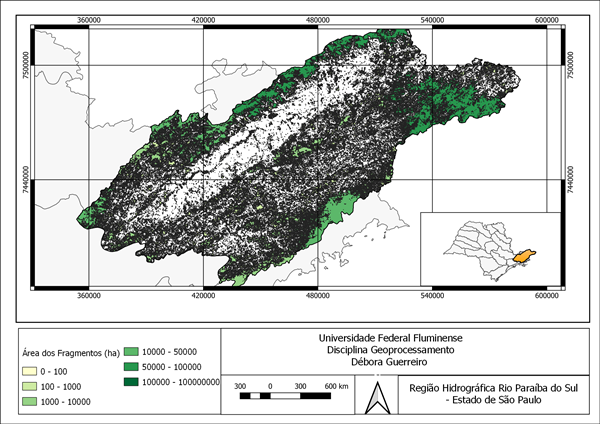 360000 420000 480000 540000 600000
7500000
7500000
7440000
7440000
360000 420000 480000 540000 600000
Área dos Fragmentos (ha)
0 - 100
100 - 1000
1000 - 10000
10000 - 50000
50000 - 100000
100000 - 100000000
Universidade Federal Fluminense
Disciplina Geoprocessamento
Débora Guerreiro
300 0 300 600 km
Região Hidrográfica Rio Paraíba do Sul
- Estado de São Paulo